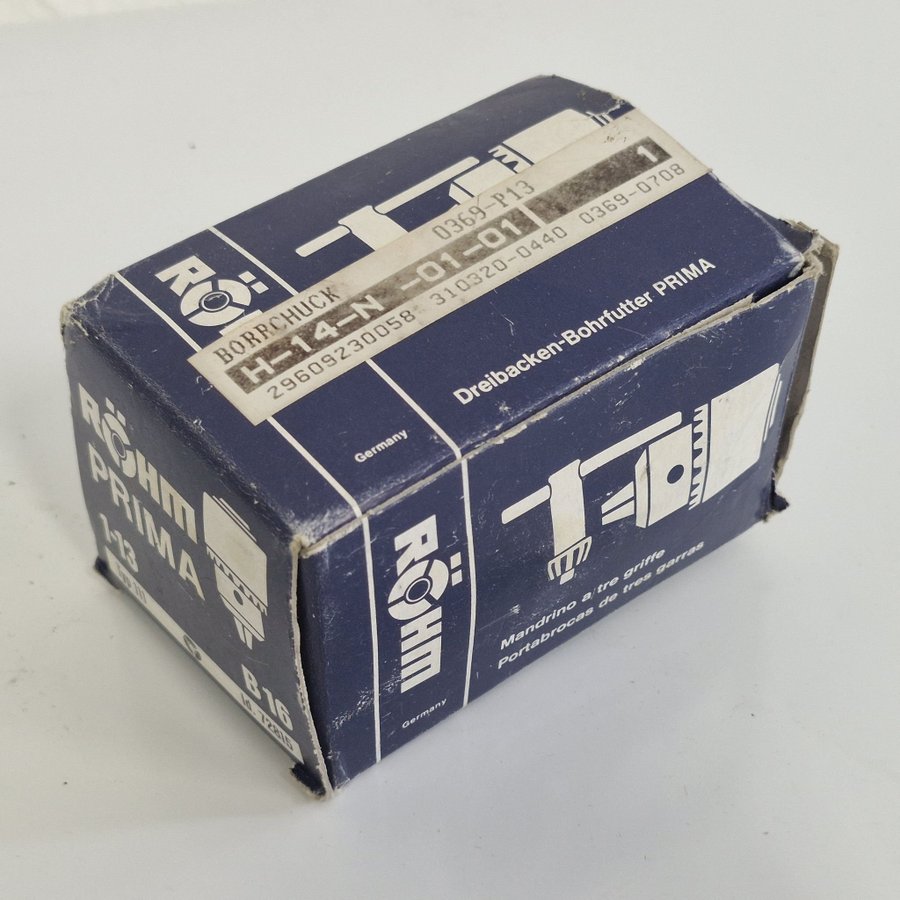 RÖ
BORRCHUCK 0369-P13
H-14-N -01-01 1
29609230058 310320-0440 0369-0708
Germany
Dreibacken-Bohrfutter PRIMA
RÖHM
PRIMA
1-13
B16
RÖHM
Germany
Mandrino a tre griffe
Portabrocas de tres garras